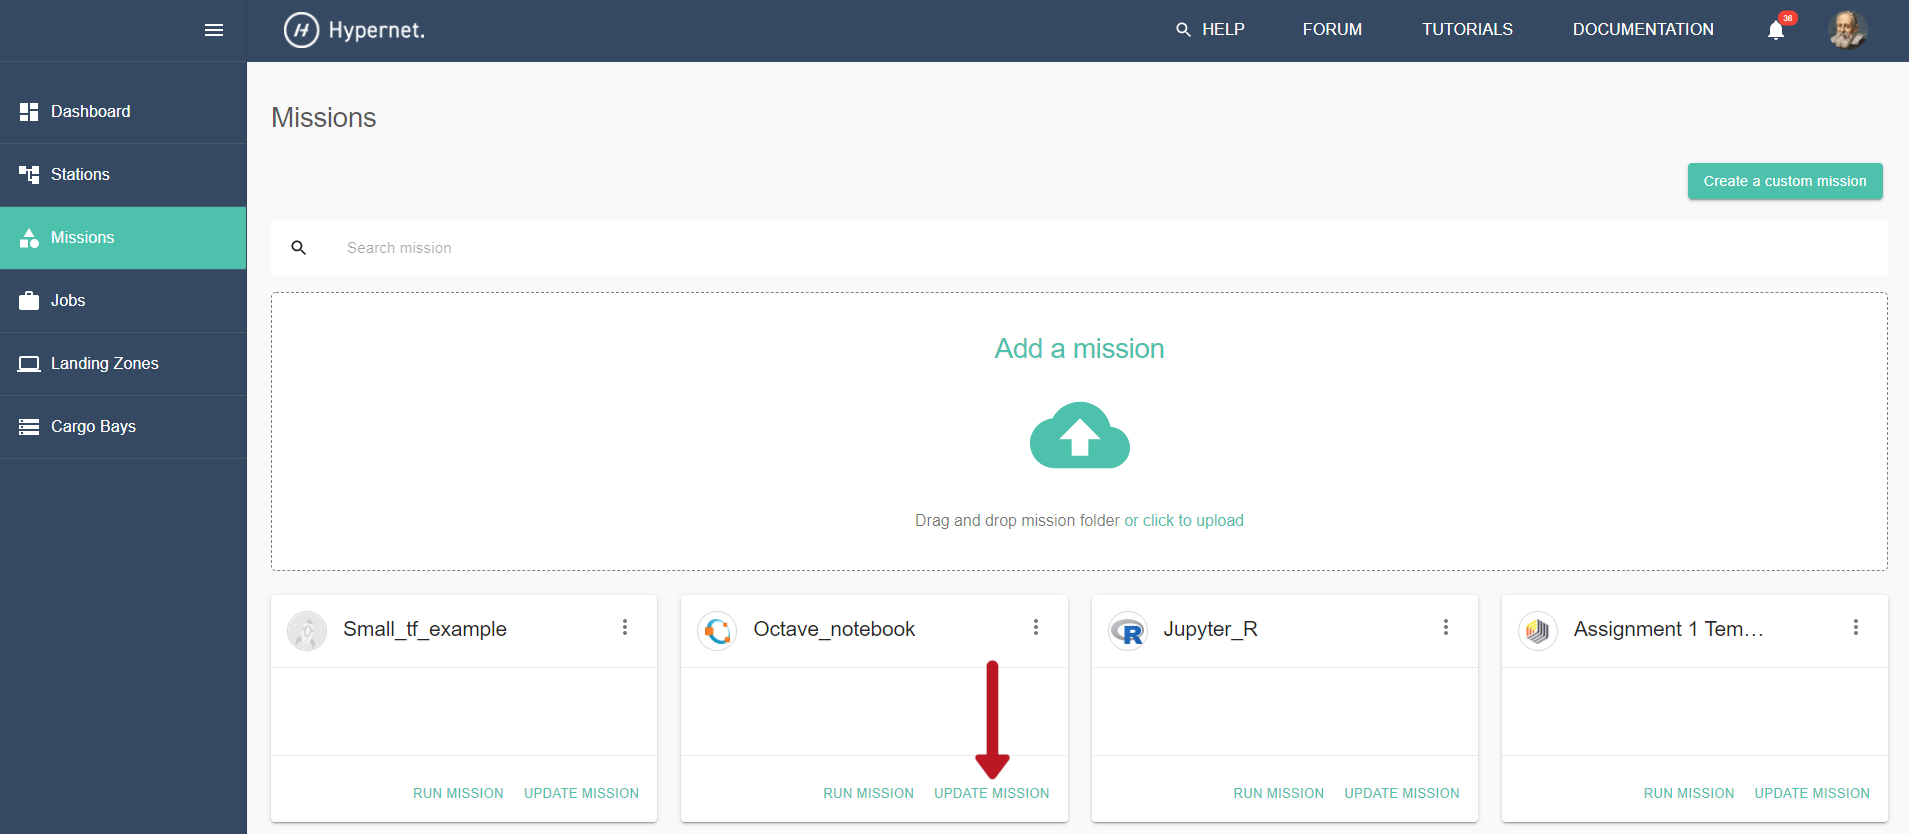 Hypernet.
HELP
FORUM
TUTORIALS
DOCUMENTATION
36
Dashboard
Stations
Missions
Jobs
Landing Zones
Cargo Bays
Missions
Create a custom mission
Search mission
Add a mission
Drag and drop mission folder or click to upload
Small_tf_example
RUN MISSION UPDATE MISSION
Octave_notebook
RUN MISSION UPDATE MISSION
Jupyter_R
RUN MISSION UPDATE MISSION
Assignment 1 Tem…
RUN MISSION UPDATE MISSION